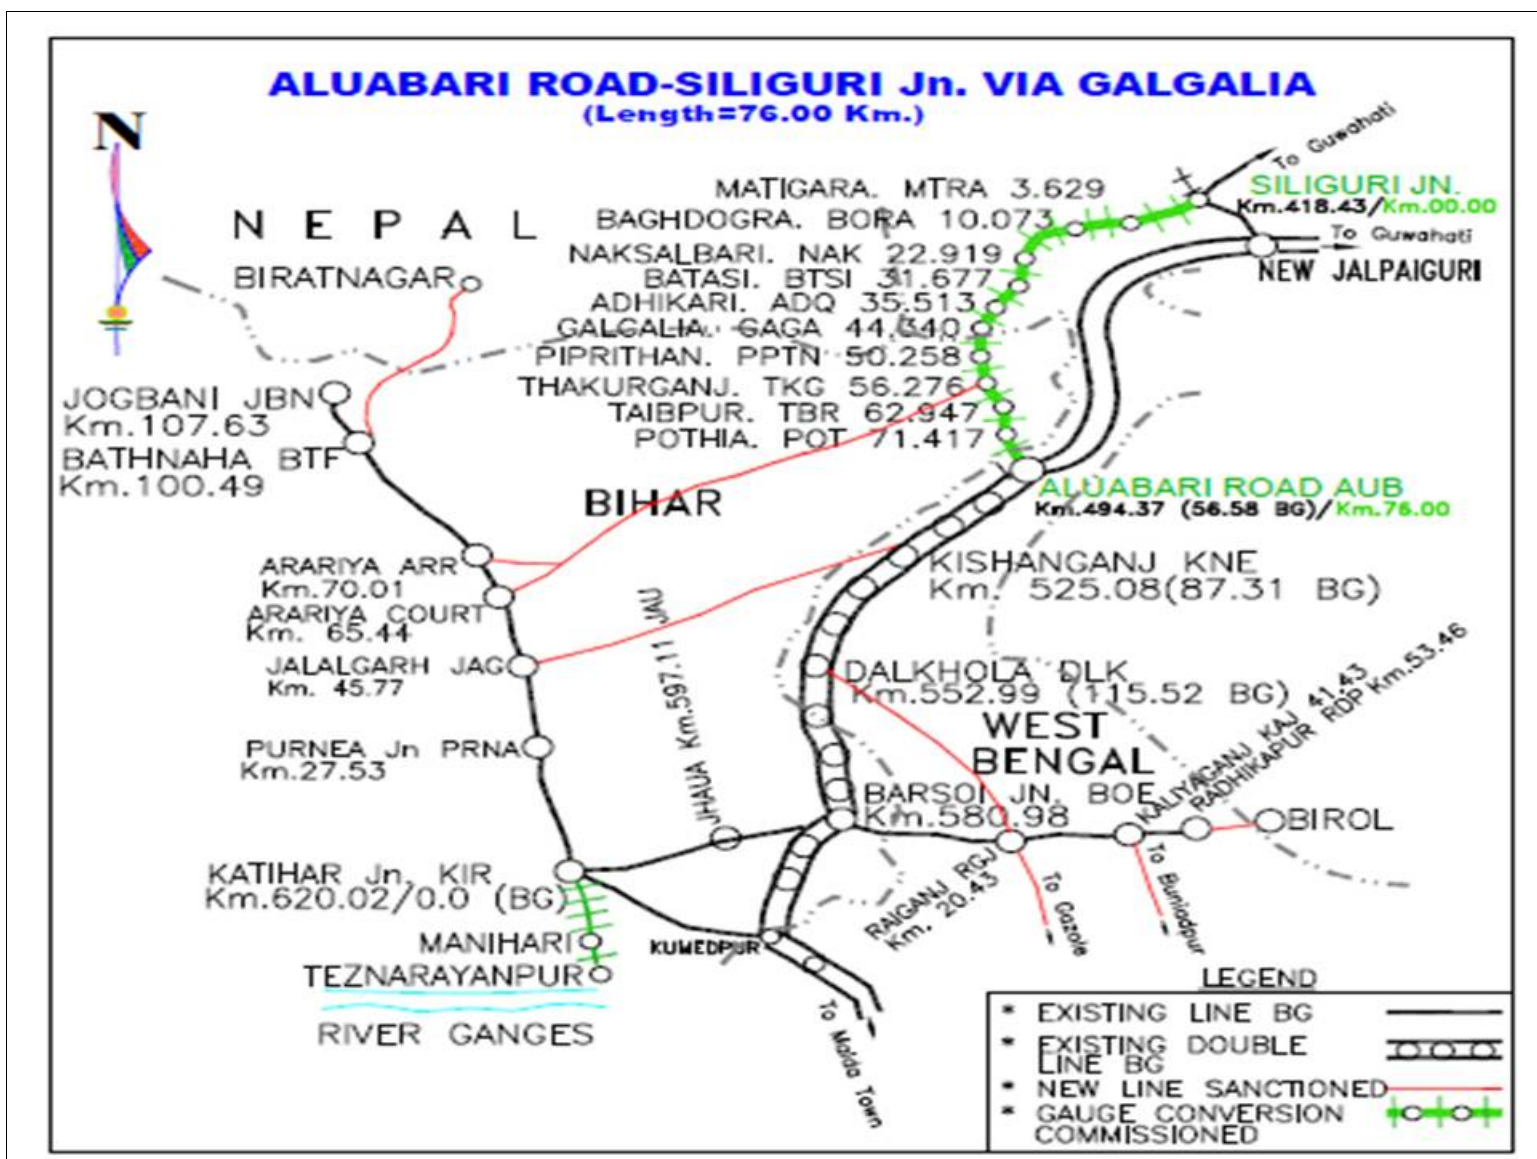 ALUABARI ROAD-SILIGURI Jn. VIA GALGALIA
(Length=76.00 Km.)
N
To Guwahati
MATIGARA. MTRA 3.629
SILIGURI JN.
Km.418.43/Km.00.00
BAGHDOGRA. BORA 10.073
NEPAL
To Guwahati
NAKSALBARI. NAK 22.919
NEW JALPAIGURI
BIRATNAGAR
BATASI. BTSI 31.677
ADHIKARI. ADQ 35.513
GALGALIA. GAGA 44.340
PIPRITHAN. PPTN 50.258
THAKURGANJ. TKG 56.276
JOGBANI JBN
Km.107.63
TAIBPUR. TBR 62.947
POTHIA. POT 71.417
BATHNAHA BTF
Km.100.49
ALUABARI ROAD AUB
Km.494.37 (56.58 BG)/Km.76.00
BIHAR
KISHANGANJ KNE
Km. 525.08(87.31 BG)
ARARIYA ARR
Km.70.01
ARARIYA COURT
Km. 65.44
JHAUA Km.597.11 JAU
JALALGARH JAG
Km. 45.77
DALKHOLA DLK
Km.552.99 (115.52 BG)
WEST
BENGAL
KALIYAGANJ KAJ 41.43
RADHIKAPUR RDP Km.53.46
PURNEA Jn PRNA
Km.27.53
BARSOI JN. BOE
Km.580.98
BIROL
KATIHAR Jn. KIR
Km.620.02/0.0 (BG)
RAIGANJ RGJ
Km. 20.43
To Gazole
To Buniadpur
MANIHARI
KUMEDPUR
TEZNARAYANPUR
RIVER GANGES
To Malda Town
LEGEND
* EXISTING LINE BG
* EXISTING DOUBLE
LINE BG
* NEW LINE SANCTIONED
* GAUGE CONVERSION
COMMISSIONED